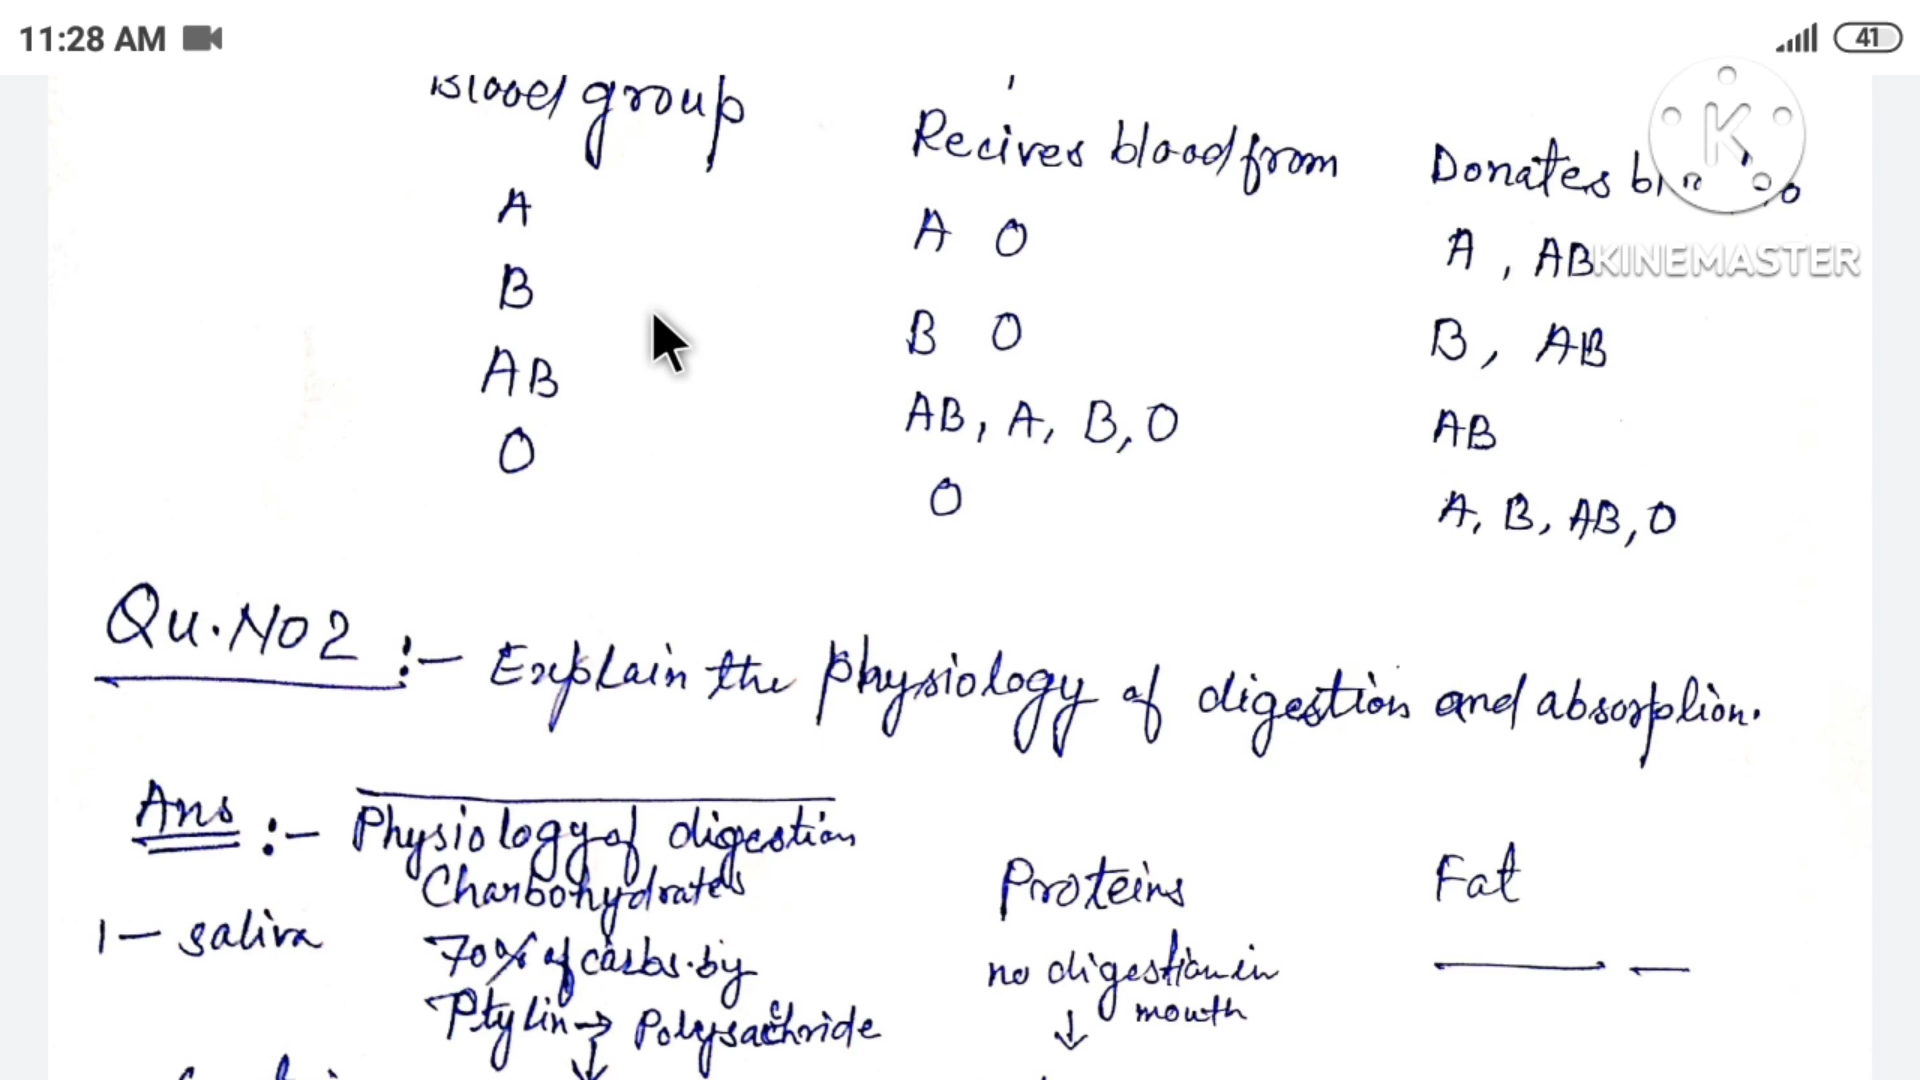 11:28 AM
41
Blood group
Recives blood from
Donates
KINEMASTER
A
A O
A, AB
B
B O
B, AB
AB
AB, A, B, O
AB
O
O
A, B, AB, O
Qu. No 2 :- Explain the physiology of digestion and absorption.
Ans :- Physiology of digestion
Charbohydrates
Proteins
Fat
1 - saliva
70% of carbs. by
no digestion in
mouth
Ptylin → Polysachride